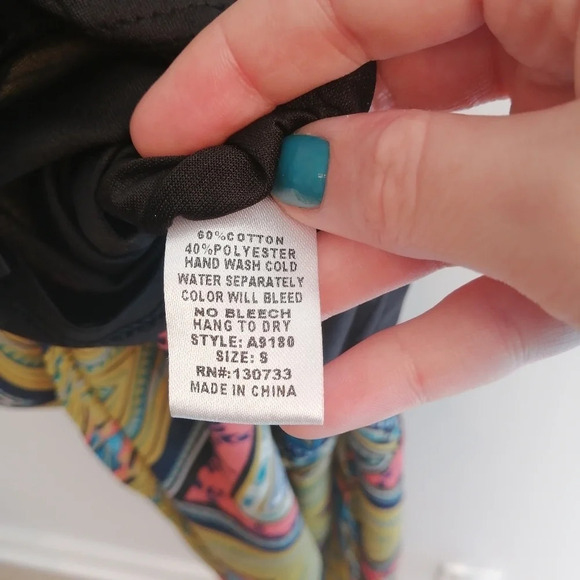 60%COTTON
40%POLYESTER
HAND WASH COLD
WATER SEPARATELY
COLOR WILL BLEED
NO BLEECH
HANG TO DRY
STYLE: A9180
SIZE: S
RN#:130733
MADE IN CHINA